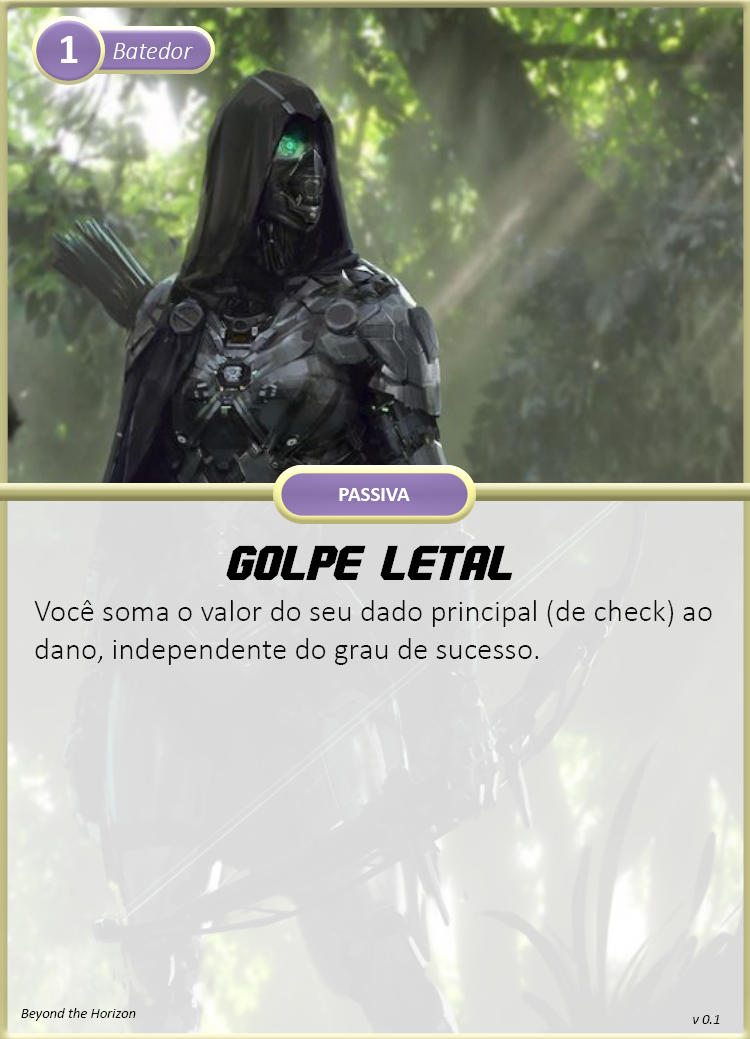 1
Batedor
PASSIVA
GOLPE LETAL
Você soma o valor do seu dado principal (de check) ao
dano, independente do grau de sucesso.
Beyond the Horizon
v 0.1